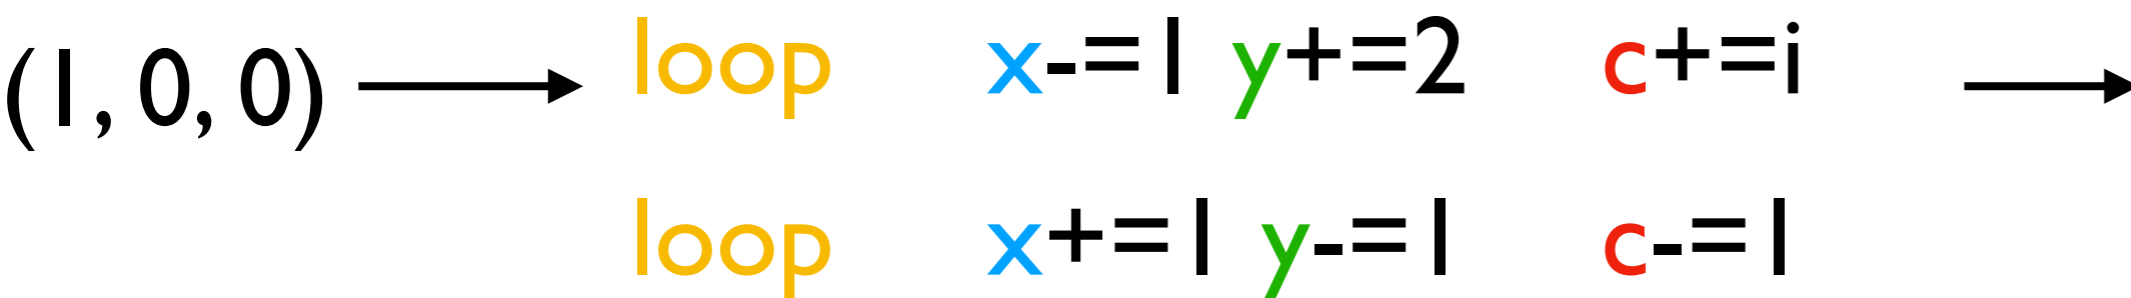 (1, 0, 0) → loop x-=1 y+=2 c+=i →
loop x+=1 y-=1 c-=1